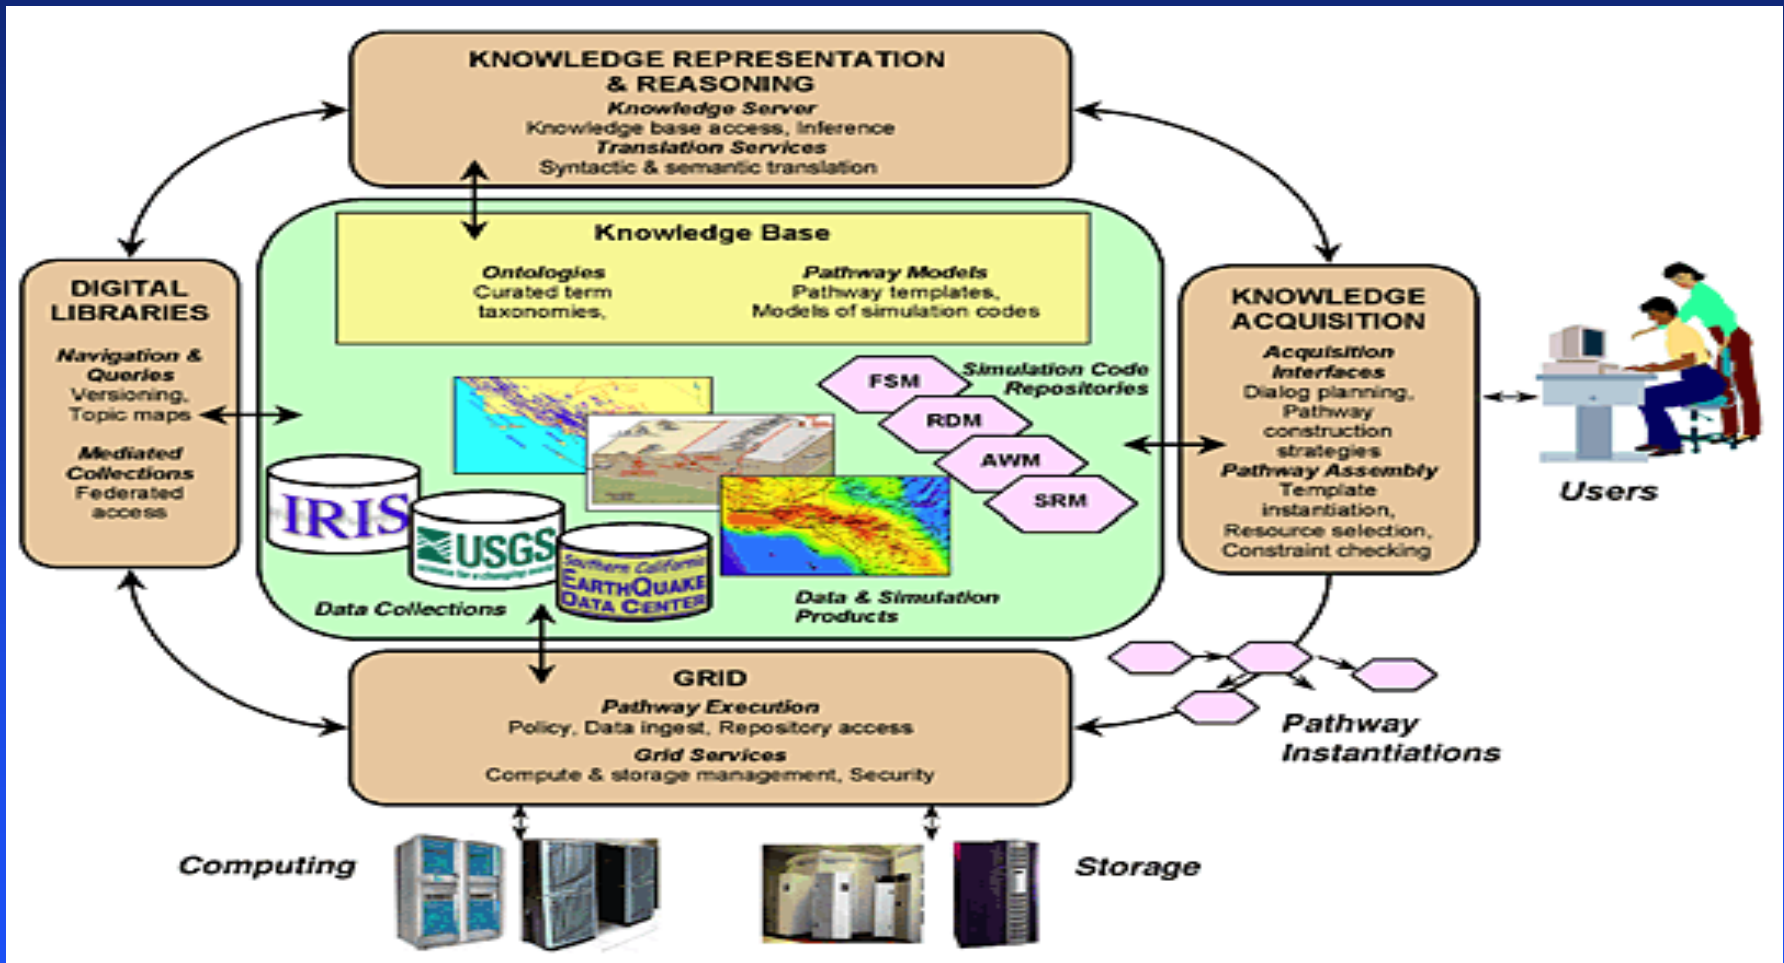 KNOWLEDGE REPRESENTATION
& REASONING
Knowledge Server
Knowledge base access, Inference
Translation Services
Syntactic & semantic translation
Knowledge Base
Ontologies
Curated term
taxonomies,
Pathway Models
Pathway templates,
Models of simulation codes
DIGITAL
LIBRARIES
Navigation &
Queries
Versioning,
Topic maps
Mediated
Collections
Federated
access
FSM
RDM
AWM
SRM
Simulation Code
Repositories
IRIS
USGS
science for a changing world
Southern California
EARTHQUAKE
DATA CENTER
Data Collections
Data & Simulation
Products
KNOWLEDGE
ACQUISITION
Acquisition
Interfaces
Dialog planning,
Pathway
construction
strategies
Pathway Assembly
Template
instantiation,
Resource selection,
Constraint checking
Users
GRID
Pathway Execution
Policy, Data ingest, Repository access
Grid Services
Compute & storage management, Security
Pathway
Instantiations
Computing
Storage